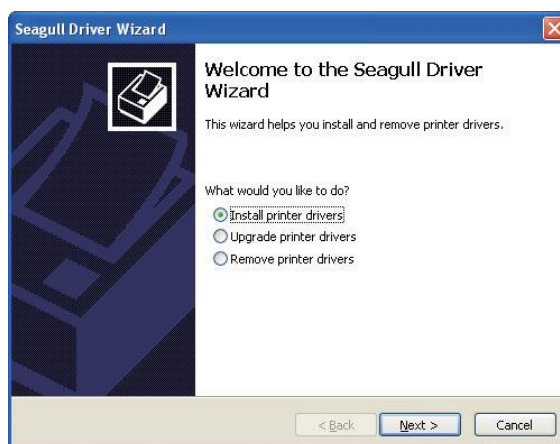 Seagull Driver Wizard
Welcome to the Seagull Driver
Wizard
This wizard helps you install and remove printer drivers.
What would you like to do?
Install printer drivers
Upgrade printer drivers
Remove printer drivers
< Back
Next >
Cancel